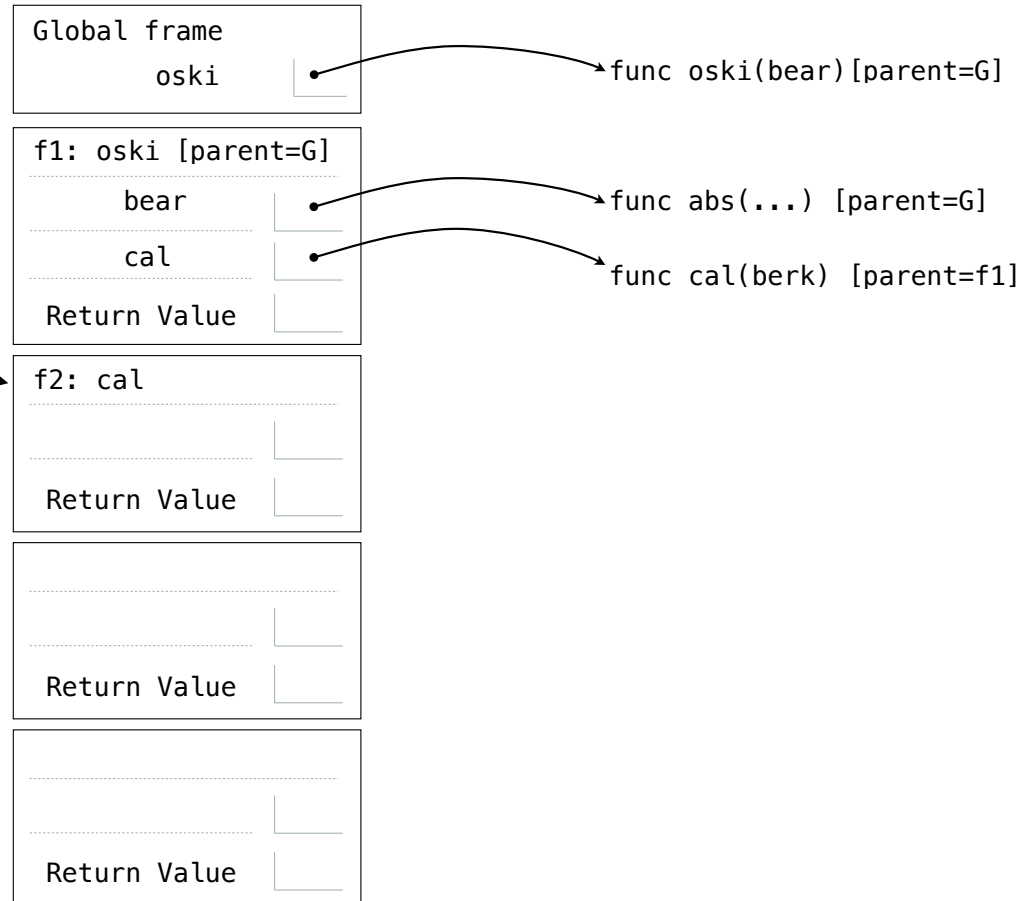 Global frame
oski
func oski(bear)[parent=G]
f1: oski [parent=G]
bear
func abs(...) [parent=G]
cal
func cal(berk) [parent=f1]
Return Value
f2: cal
Return Value
Return Value
Return Value